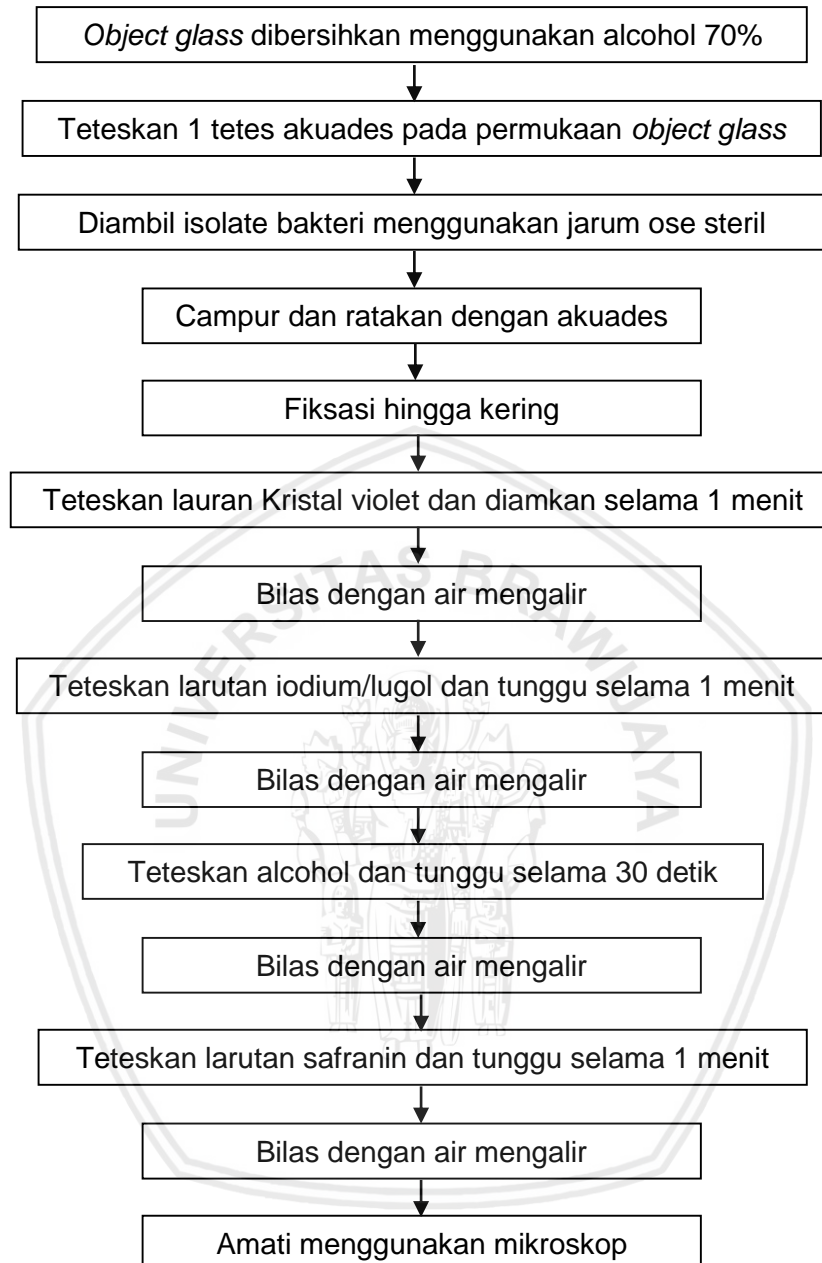 Object glass dibersihkan menggunakan alcohol 70%
Teteskan 1 tetes akuades pada permukaan object glass
Diambil isolate bakteri menggunakan jarum ose steril
Campur dan ratakan dengan akuades
Fiksasi hingga kering
Teteskan lauran Kristal violet dan diamkan selama 1 menit
Bilas dengan air mengalir
Teteskan larutan iodium/lugol dan tunggu selama 1 menit
Bilas dengan air mengalir
Teteskan alcohol dan tunggu selama 30 detik
Bilas dengan air mengalir
Teteskan larutan safranin dan tunggu selama 1 menit
Bilas dengan air mengalir
Amati menggunakan mikroskop
UNIVERSITAS BRAWIJAYA